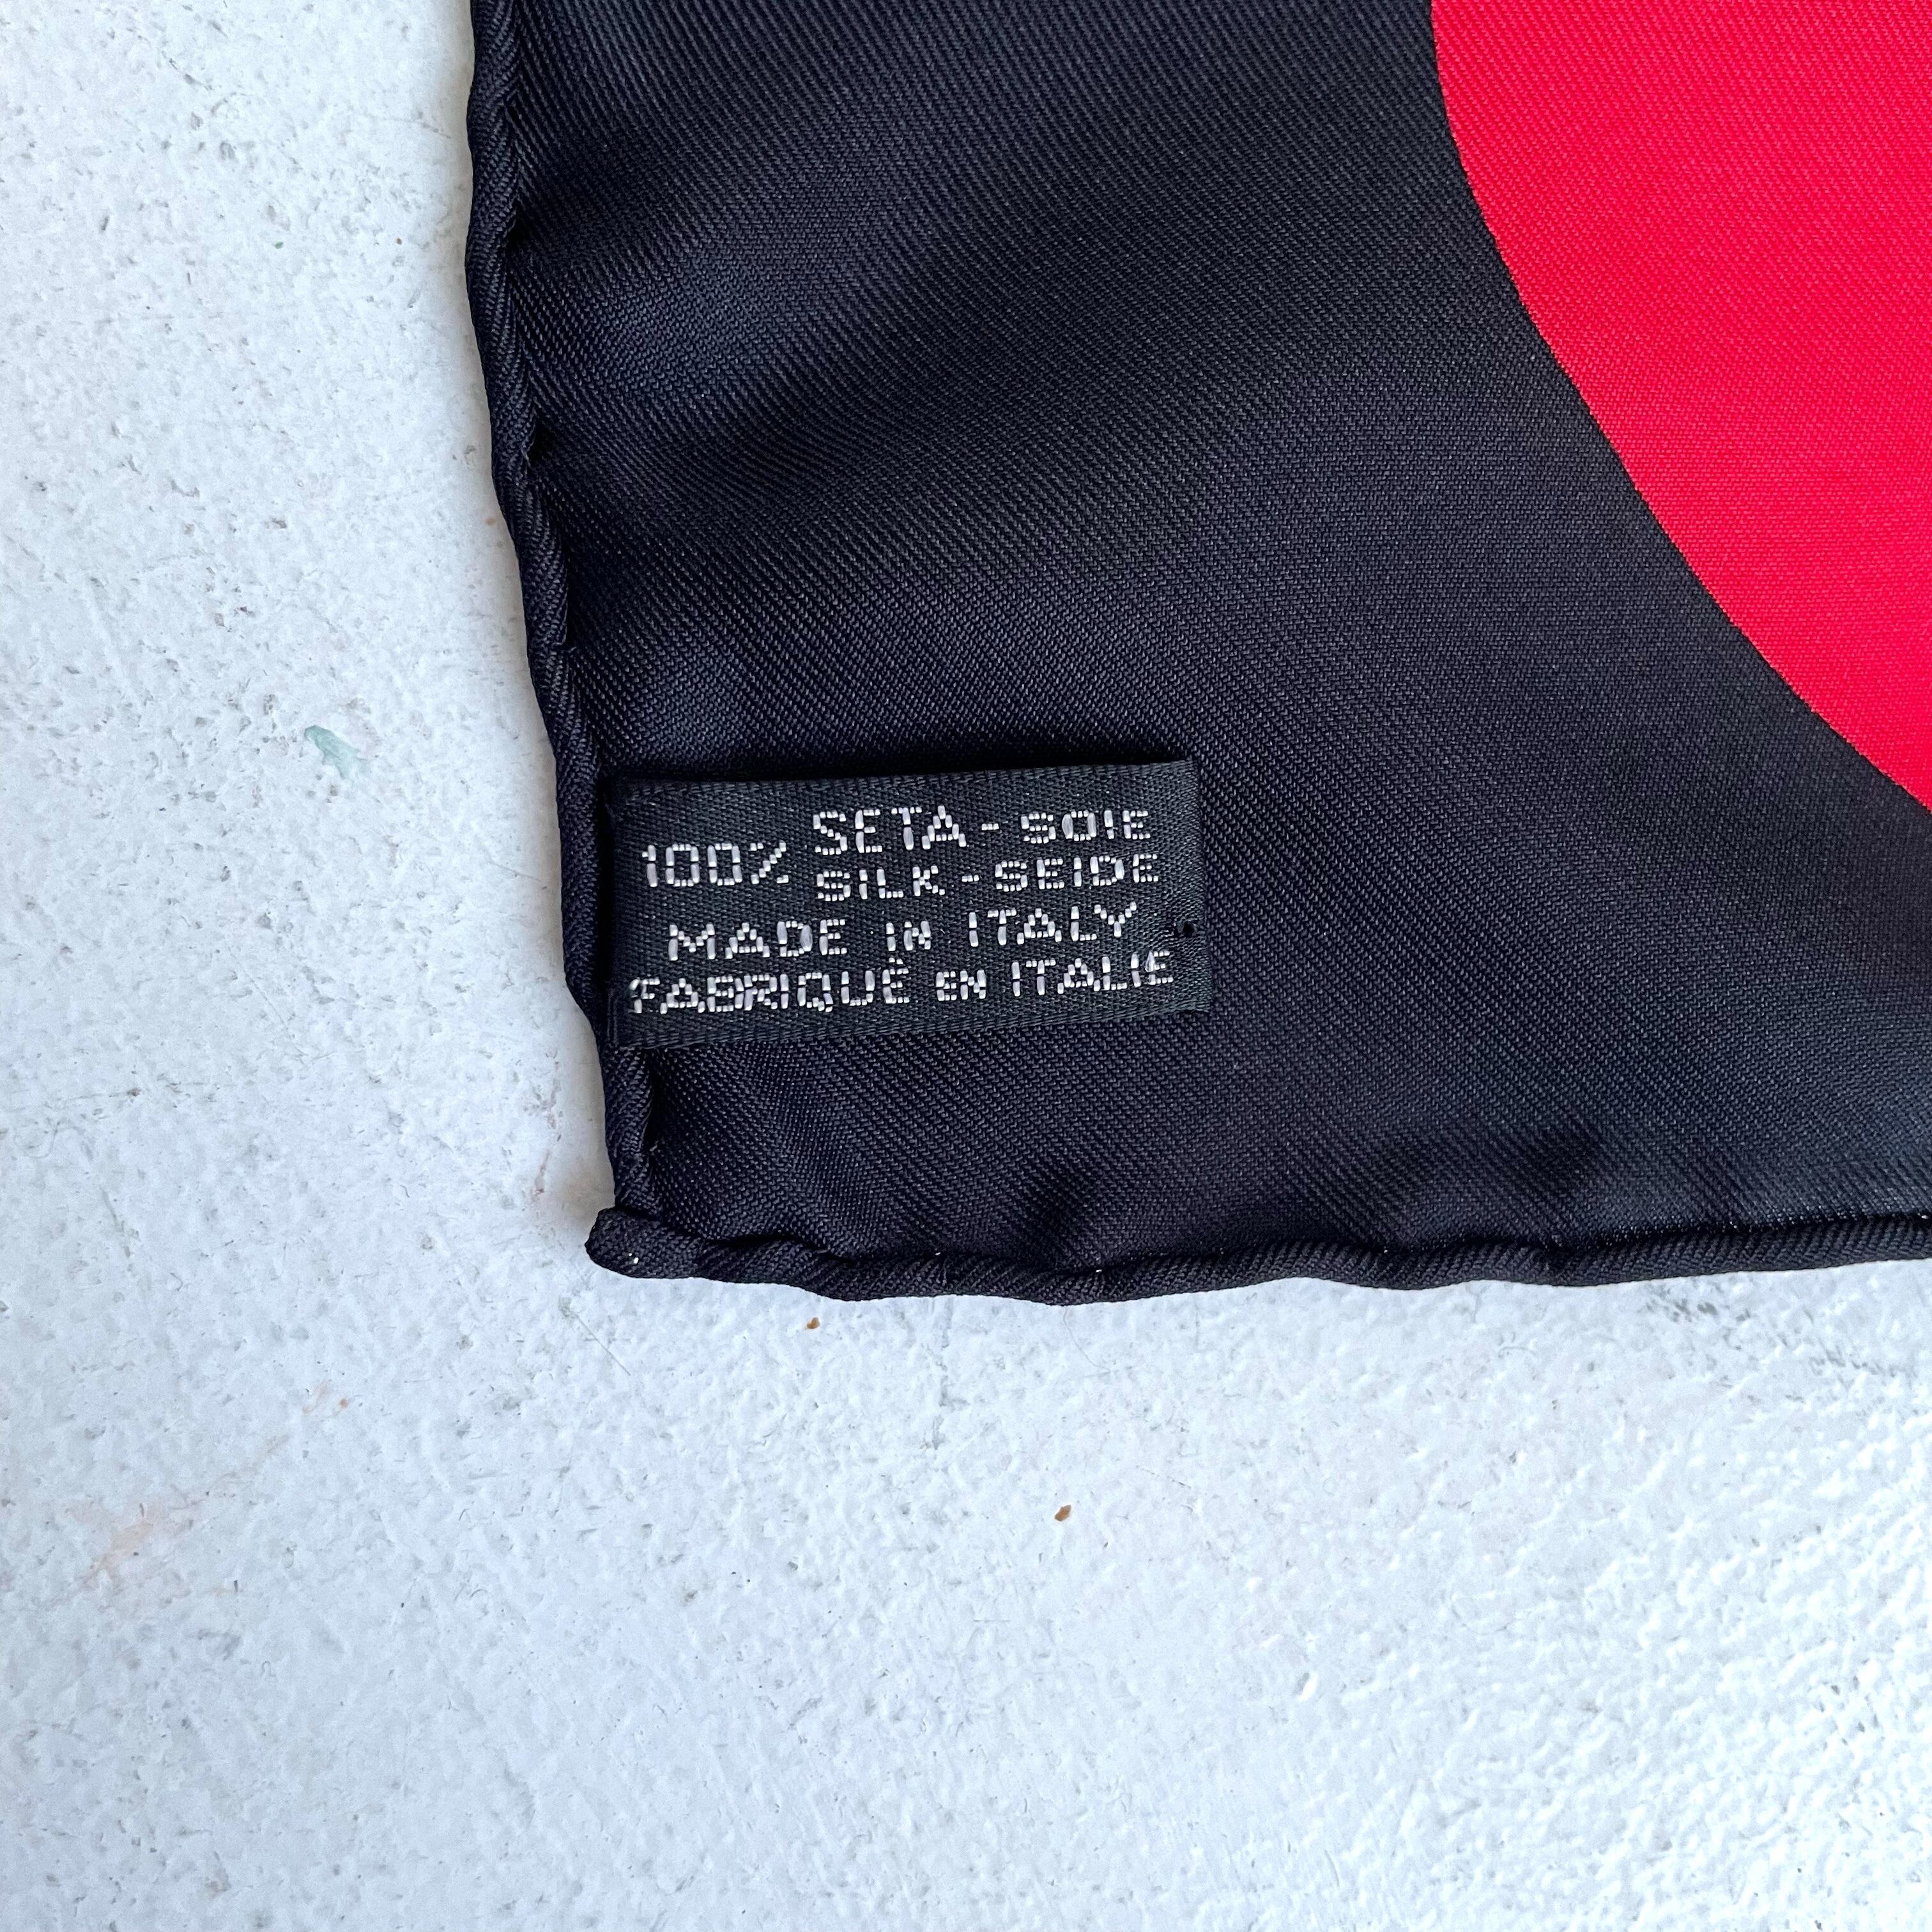 100% SETA - SOIE
SILK - SEIDE
MADE IN ITALY
FABRIQUÉ EN ITALIE